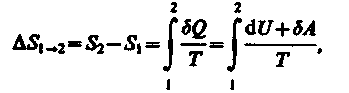 ΔS₁→₂ = S₂ − S₁ = ∫₁² δQ/T = ∫₁² (dU + δA)/T,